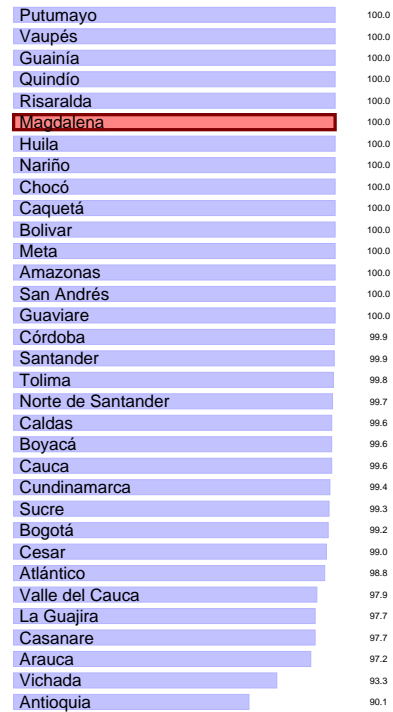 Putumayo 100.0
Vaupés 100.0
Guainía 100.0
Quindío 100.0
Risaralda 100.0
Magdalena 100.0
Huila 100.0
Nariño 100.0
Chocó 100.0
Caquetá 100.0
Bolivar 100.0
Meta 100.0
Amazonas 100.0
San Andrés 100.0
Guaviare 100.0
Córdoba 99.9
Santander 99.9
Tolima 99.8
Norte de Santander 99.7
Caldas 99.6
Boyacá 99.6
Cauca 99.6
Cundinamarca 99.4
Sucre 99.3
Bogotá 99.2
Cesar 99.0
Atlántico 98.8
Valle del Cauca 97.9
La Guajira 97.7
Casanare 97.7
Arauca 97.2
Vichada 93.3
Antioquia 90.1